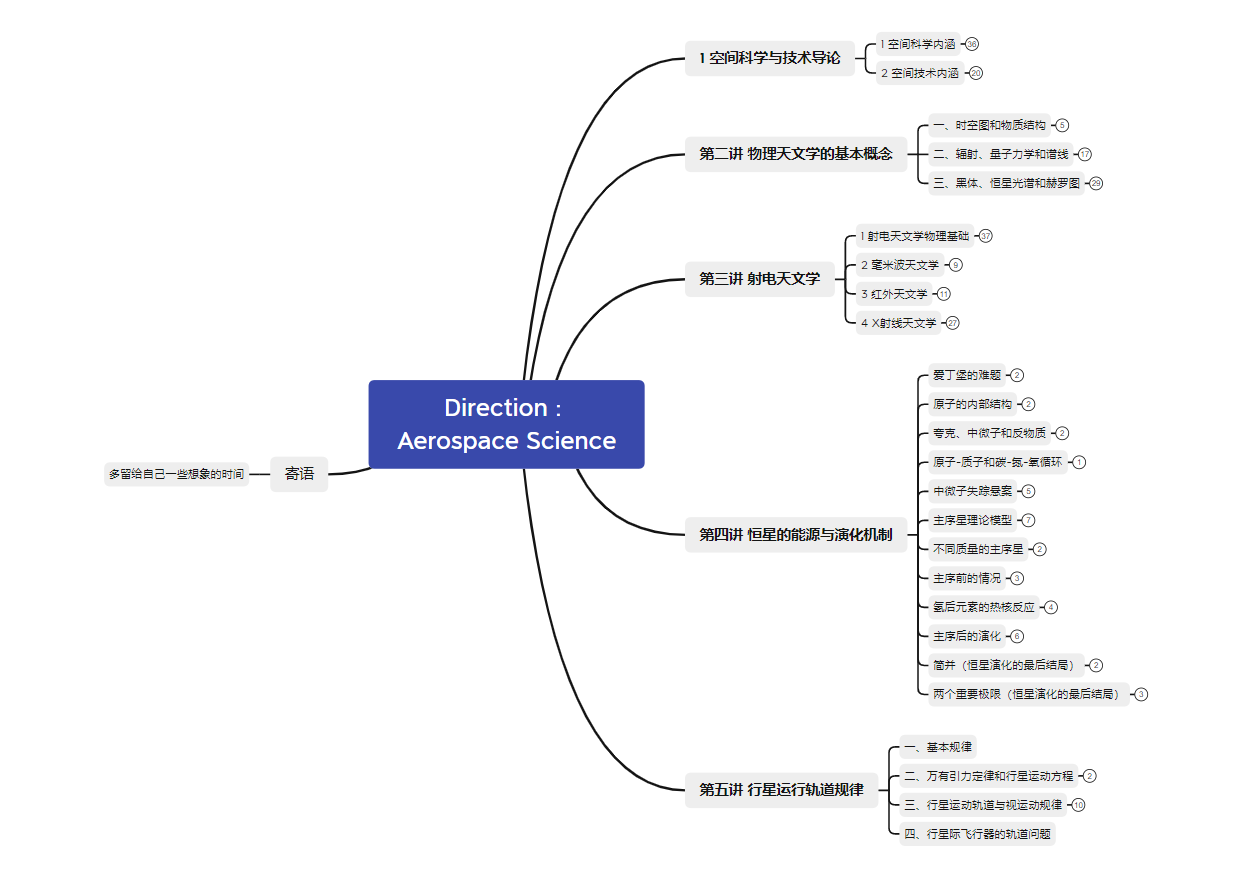 Direction：
Aerospace Science
寄语
多留给自己一些想象的时间
1 空间科学与技术导论
1 空间科学内涵 36
2 空间技术内涵 20
第二讲 物理天文学的基本概念
一、时空图和物质结构 5
二、辐射、量子力学和谱线 17
三、黑体、恒星光谱和赫罗图 29
第三讲 射电天文学
1 射电天文学物理基础 37
2 毫米波天文学 9
3 红外天文学 11
4 X射线天文学 27
第四讲 恒星的能源与演化机制
爱丁堡的难题 2
原子的内部结构 2
夸克、中微子和反物质 2
原子-质子和碳-氮-氧循环 1
中微子失踪悬案 5
主序星理论模型 7
不同质量的主序星 2
主序前的情况 3
氢后元素的热核反应 4
主序后的演化 6
简并（恒星演化的最后结局） 2
两个重要极限（恒星演化的最后结局） 3
第五讲 行星运行轨道规律
一、基本规律
二、万有引力定律和行星运动方程 2
三、行星运动轨道与视运动规律 10
四、行星际飞行器的轨道问题